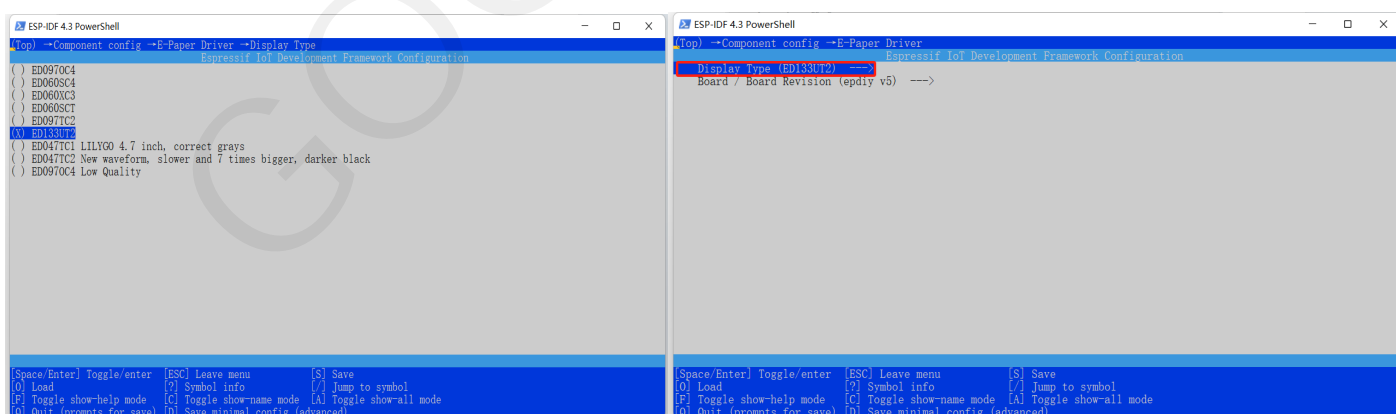 ESP-IDF 4.3 PowerShell
(Top) →Component config →E-Paper Driver →Display Type
Espressif IoT Development Framework Configuration
( ) ED097OC4
( ) ED060SC4
( ) ED060XC3
( ) ED060SCT
( ) ED097TC2
(X) ED133UT2
( ) ED047TC1 LILYGO 4.7 inch, correct grays
( ) ED047TC2 New waveform, slower and 7 times bigger, darker black
( ) ED097OC4 Low Quality
[Space/Enter] Toggle/enter [ESC] Leave menu [S] Save
[O] Load [?] Symbol info [/] Jump to symbol
[F] Toggle show-help mode [C] Toggle show-name mode [A] Toggle show-all mode
[Q] Quit (prompts for save) [D] Save minimal config (advanced)
ESP-IDF 4.3 PowerShell
(Top) →Component config →E-Paper Driver
Espressif IoT Development Framework Configuration
Display Type (ED133UT2) --->
Board / Board Revision (epdiy v5) --->
[Space/Enter] Toggle/enter [ESC] Leave menu [S] Save
[O] Load [?] Symbol info [/] Jump to symbol
[F] Toggle show-help mode [C] Toggle show-name mode [A] Toggle show-all mode
[Q] Quit (prompts for save) [D] Save minimal config (advanced)